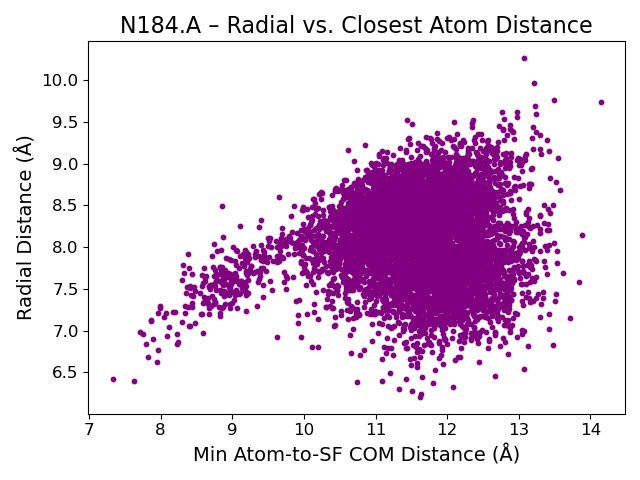 N184.A – Radial vs. Closest Atom Distance
Radial Distance (Å)
10.0
9.5
9.0
8.5
8.0
7.5
7.0
6.5
7 8 9 10 11 12 13 14
Min Atom-to-SF COM Distance (Å)